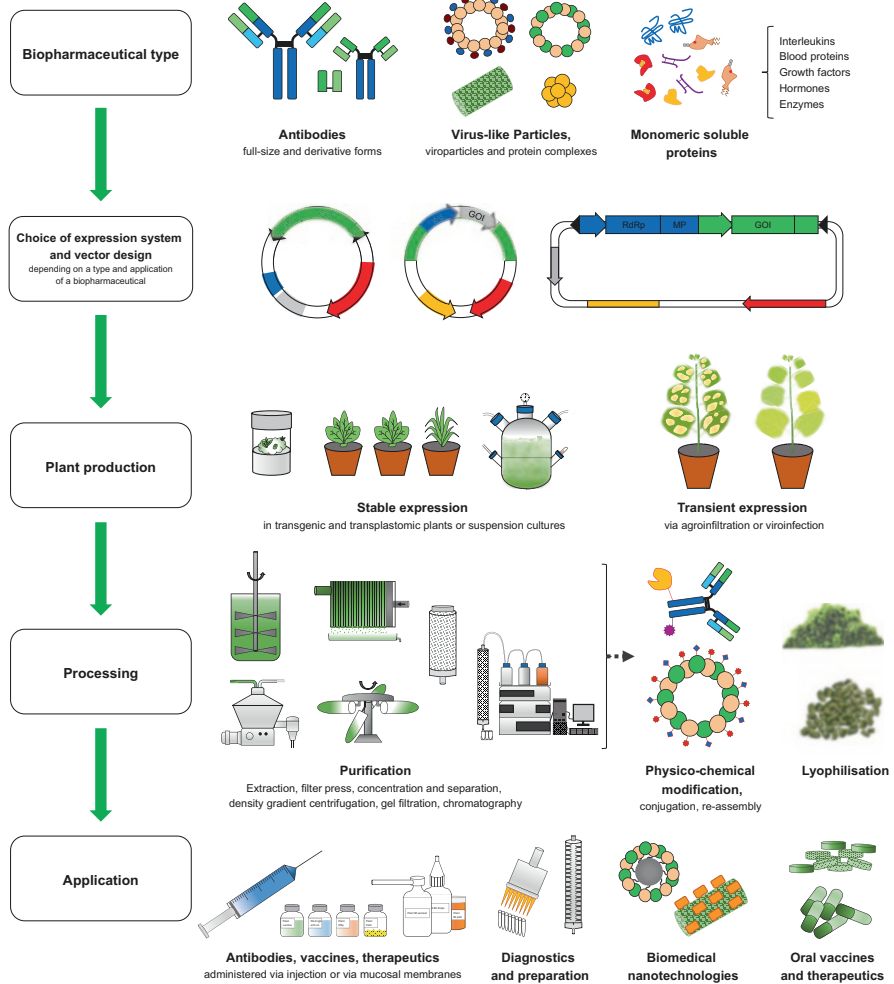 Biopharmaceutical type
Interleukins
Blood proteins
Growth factors
Hormones
Enzymes
Antibodies
full-size and derivative forms
Virus-like Particles,
viroparticles and protein complexes
Monomeric soluble
proteins
Choice of expression system
and vector design
depending on a type and application
of a biopharmaceutical
GOI
RdRp
MP
GOI
Plant production
Stable expression
in transgenic and transplastomic plants or suspension cultures
Transient expression
via agroinfiltration or viroinfection
Processing
Purification
Extraction, filter press, concentration and separation,
density gradient centrifugation, gel filtration, chromatography
Physico-chemical
modification,
conjugation, re-assembly
Lyophilisation
Application
Antibodies, vaccines, therapeutics
administered via injection or via mucosal membranes
Diagnostics
and preparation
Biomedical
nanotechnologies
Oral vaccines
and therapeutics